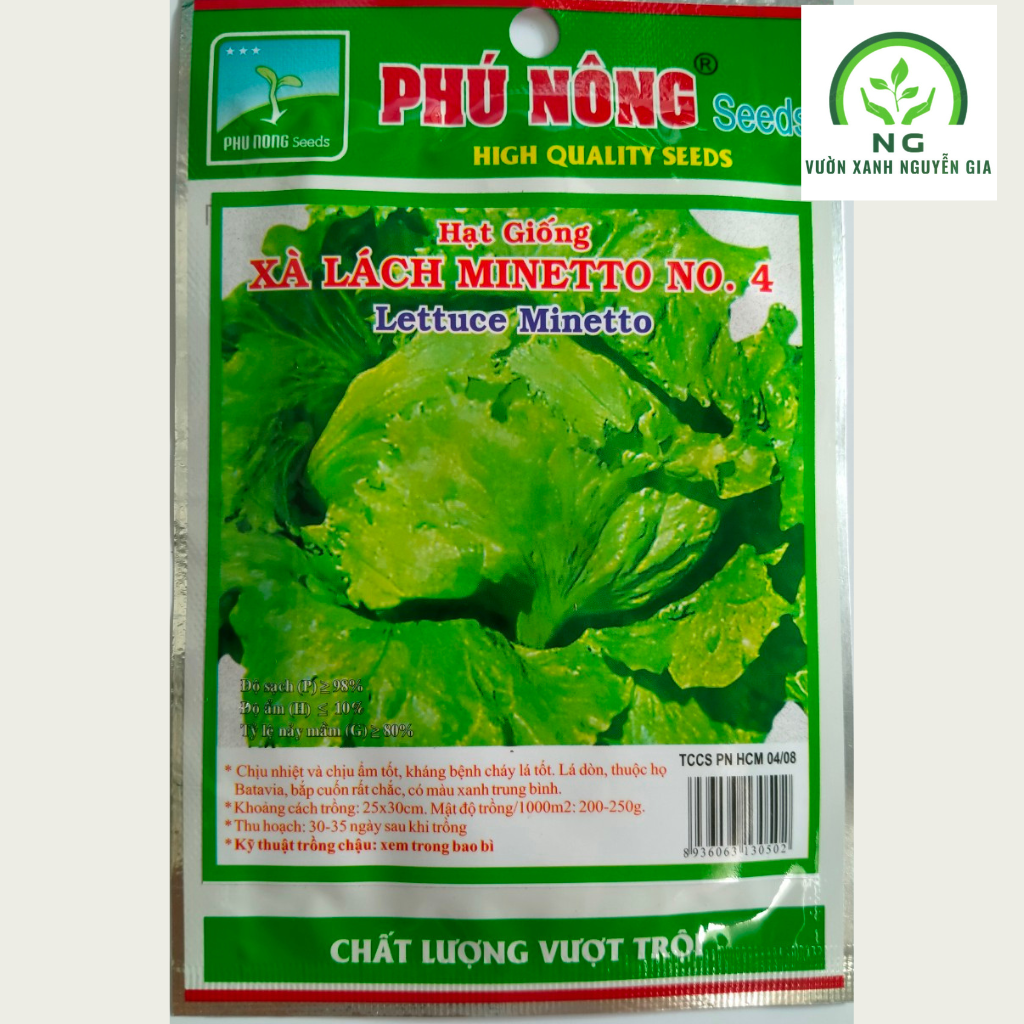 PHU NONG Seeds
PHÚ NÔNG® Seeds
HIGH QUALITY SEEDS
NG
VƯỜN XANH NGUYỄN GIA
Hạt Giống
XÀ LÁCH MINETTO NO. 4
Lettuce Minetto
Độ sạch (P) ≥ 98%
Độ ẩm (H) ≤ 10%
Tỷ lệ nảy mầm (G) ≥ 80%
TCCS PN HCM 04/08
* Chịu nhiệt và chịu ẩm tốt, kháng bệnh cháy lá tốt. Lá dòn, thuộc họ
Batavia, bắp cuốn rất chắc, có màu xanh trung bình.
* Khoảng cách trồng: 25x30cm. Mật độ trồng/1000m2: 200-250g.
* Thu hoạch: 30-35 ngày sau khi trồng
* Kỹ thuật trồng chậu: xem trong bao bì
8936063130502
CHẤT LƯỢNG VƯỢT TRỘI